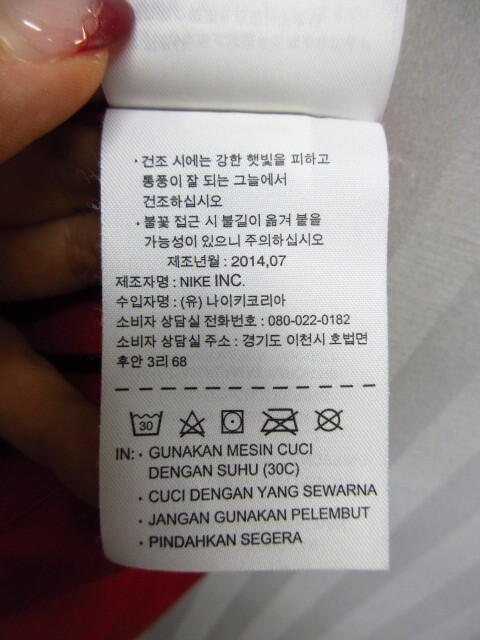 · 건조 시에는 강한 햇빛을 피하고
통풍이 잘 되는 그늘에서
건조하십시오
· 불꽃 접근 시 불길이 옮겨 붙을
가능성이 있으니 주의하십시오
제조년월 : 2014,07
제조자명 : NIKE INC.
수입자명 : (유) 나이키코리아
소비자 상담실 전화번호 : 080-022-0182
소비자 상담실 주소 : 경기도 이천시 호법면
후안 3리 68
30
IN: · GUNAKAN MESIN CUCI
DENGAN SUHU (30C)
· CUCI DENGAN YANG SEWARNA
· JANGAN GUNAKAN PELEMBUT
· PINDAHKAN SEGERA